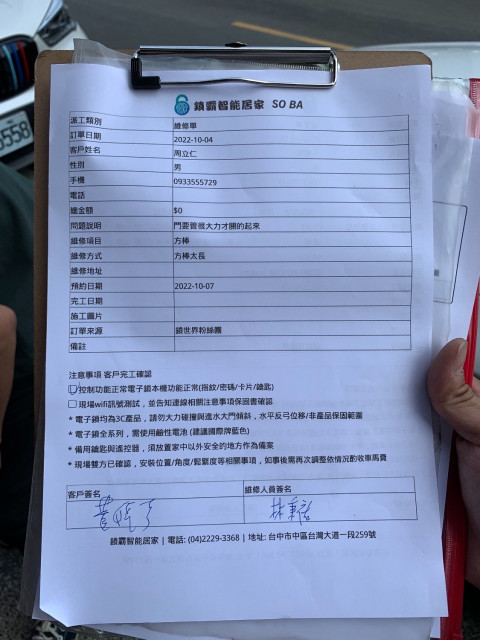 5558
鎖霸智能居家 SO BA
派工類別 維修單
訂單日期 2022-10-04
客戶姓名 周立仁
性別 男
手機 0933555729
電話
總金額 $0
問題說明 門要管很大力才關的起來
維修項目 方棒
維修方式 方棒太長
維修地址
預約日期 2022-10-07
完工日期
施工圖片
訂單來源 鎖世界粉絲團
備註
注意事項 客戶完工確認
控制功能正常電子鎖本機功能正常(指紋/密碼/卡片/鑰匙)
現場wifi訊號測試，並告知連線相關注意事項保固書確認
* 電子鎖均為3C產品，請勿大力碰撞與進水大門傾斜，水平反弓位移/非產品保固範圍
* 電子鎖全系列，需使用鹼性電池 (建議國際牌藍色)
* 備用鑰匙與遙控器，須放置家中以外安全的地方作為備案
* 現場雙方已確認，安裝位置/角度/鬆緊度等相關事項，如事後需再次調整依情況酌收車馬費
客戶簽名 維修人員簽名
林
鎖霸智能居家 | 電話: (04)2229-3368 | 地址: 台中市中區台灣大道一段259號